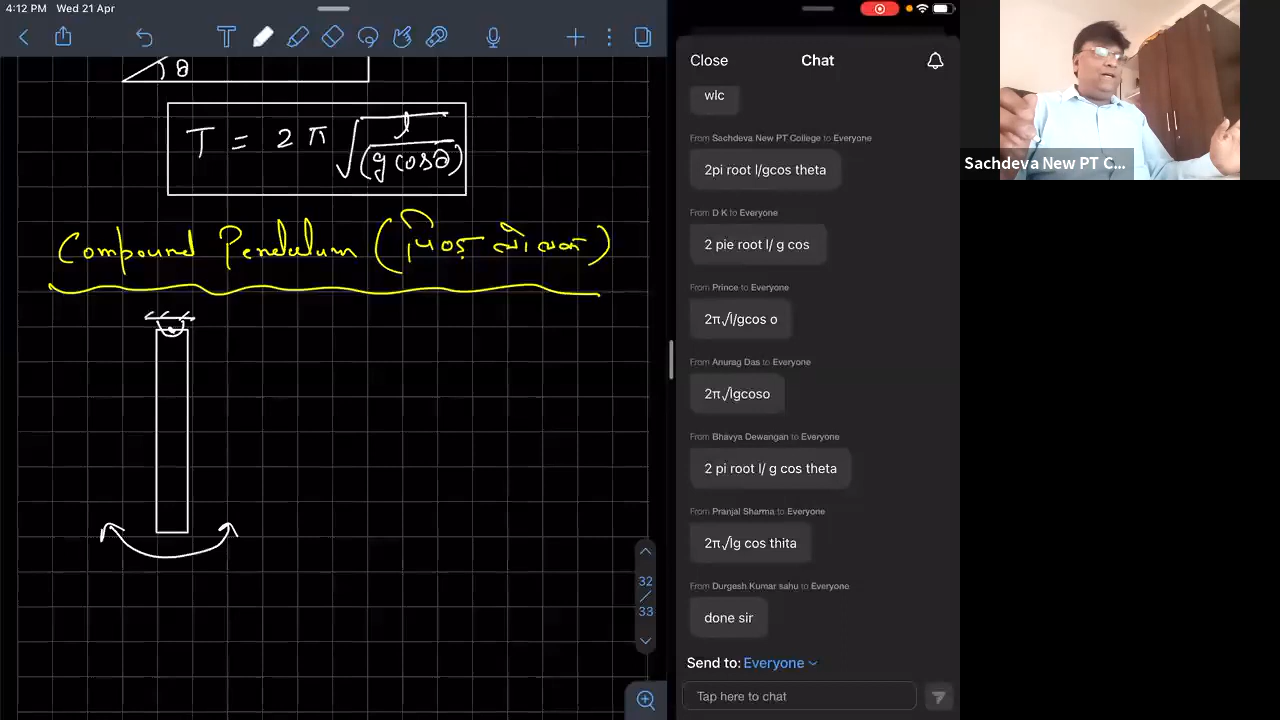 4:12 PM Wed 21 Apr
T
θ
T = 2 π √l/(g cosθ)
Compound Pendulum (पिण्ड लोलक)
32
33
Close
Chat
wlc
From Sachdeva New PT College to Everyone
2pi root l/gcos theta
From D K to Everyone
2 pie root l/ g cos
From Prince to Everyone
2π√l/gcos o
From Anurag Das to Everyone
2π√lgcoso
From Bhavya Dewangan to Everyone
2 pi root l/ g cos theta
From Pranjal Sharma to Everyone
2π√lg cos thita
From Durgesh Kumar sahu to Everyone
done sir
Send to: Everyone
Tap here to chat
Sachdeva New PT C...